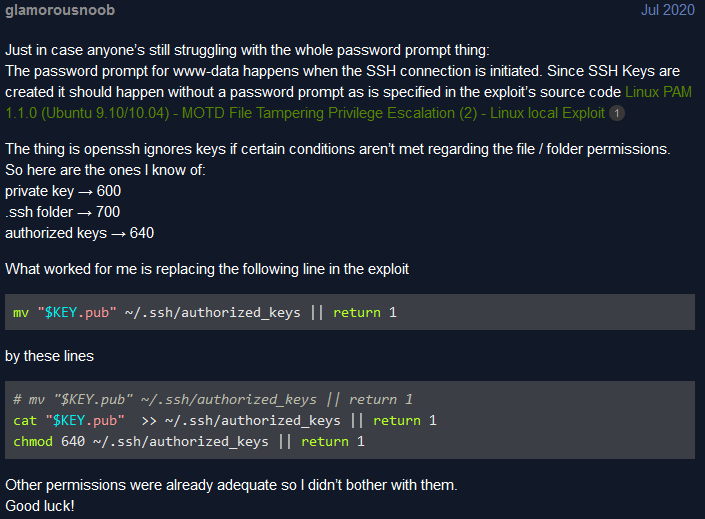 glamorousnoob Jul 2020
Just in case anyone's still struggling with the whole password prompt thing:
The password prompt for www-data happens when the SSH connection is initiated. Since SSH Keys are
created it should happen without a password prompt as is specified in the exploit's source code Linux PAM
1.1.0 (Ubuntu 9.10/10.04) - MOTD File Tampering Privilege Escalation (2) - Linux local Exploit 1
The thing is openssh ignores keys if certain conditions aren't met regarding the file / folder permissions.
So here are the ones I know of:
private key → 600
.ssh folder → 700
authorized keys → 640
What worked for me is replacing the following line in the exploit
mv "$KEY.pub" ~/.ssh/authorized_keys || return 1
by these lines
# mv "$KEY.pub" ~/.ssh/authorized_keys || return 1
cat "$KEY.pub"  >> ~/.ssh/authorized_keys || return 1
chmod 640 ~/.ssh/authorized_keys || return 1
Other permissions were already adequate so I didn't bother with them.
Good luck!